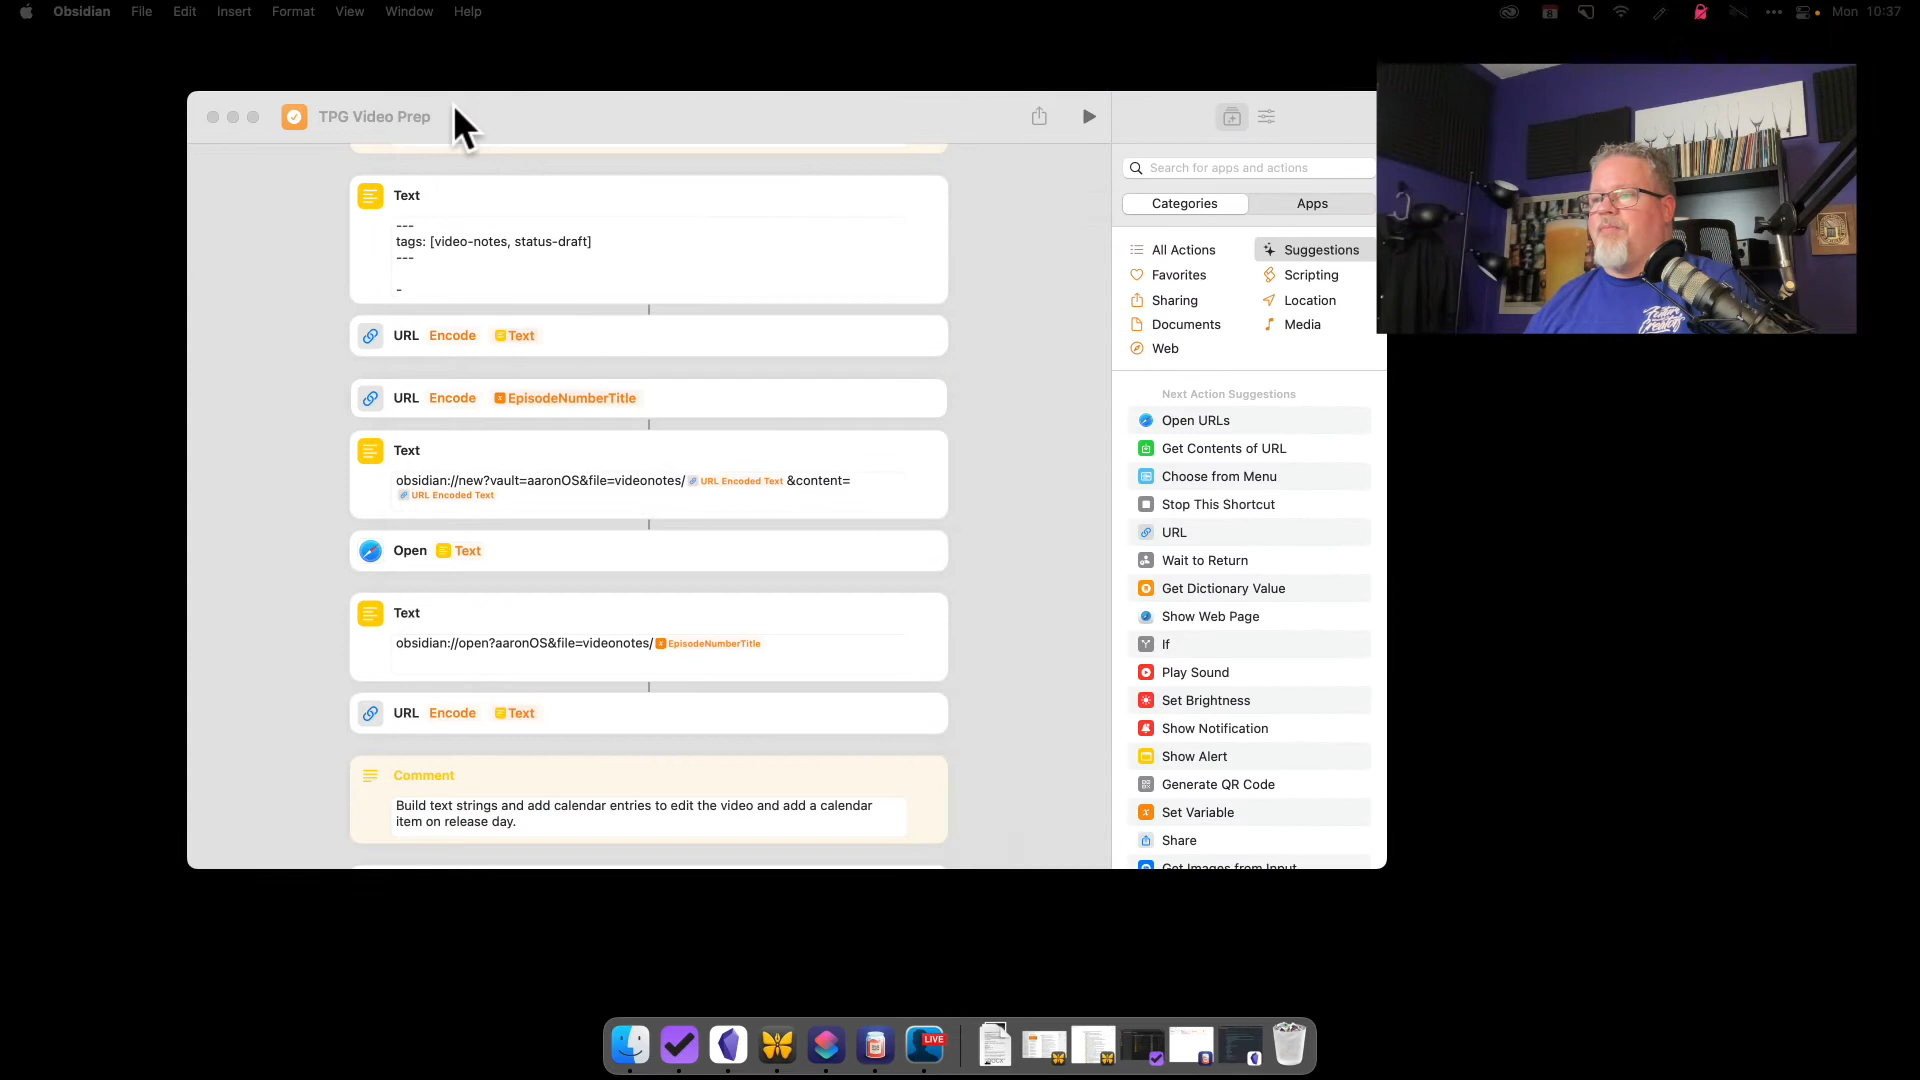 Obsidian File Edit Insert Format View Window Help
8 Mon 10:37
TPG Video Prep
Text
---
tags: [video-notes, status-draft]
---
-
URL Encode Text
URL Encode EpisodeNumberTitle
Text
obsidian://new?vault=aaronOS&file=videonotes/ URL Encoded Text &content=
URL Encoded Text
Open Text
Text
obsidian://open?aaronOS&file=videonotes/ EpisodeNumberTitle
URL Encode Text
Comment
Build text strings and add calendar entries to edit the video and add a calendar
item on release day.
Search for apps and actions
Categories Apps
All Actions Suggestions
Favorites Scripting
Sharing Location
Documents Media
Web
Next Action Suggestions
Open URLs
Get Contents of URL
Choose from Menu
Stop This Shortcut
URL
Wait to Return
Get Dictionary Value
Show Web Page
If
Play Sound
Set Brightness
Show Notification
Show Alert
Generate QR Code
Set Variable
Share
Get Images from Input
LIVE